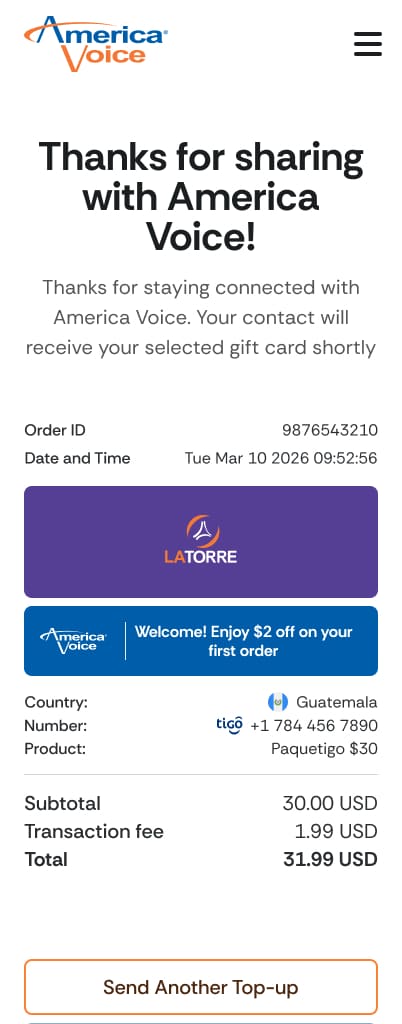 America
Voice
Thanks for sharing
with America
Voice!
Thanks for staying connected with
America Voice. Your contact will
receive your selected gift card shortly
Order ID 9876543210
Date and Time Tue Mar 10 2026 09:52:56
LATORRE
America
Voice
Welcome! Enjoy $2 off on your
first order
Country: Guatemala
Number: tigo +1 784 456 7890
Product: Paquetigo $30
Subtotal 30.00 USD
Transaction fee 1.99 USD
Total 31.99 USD
Send Another Top-up